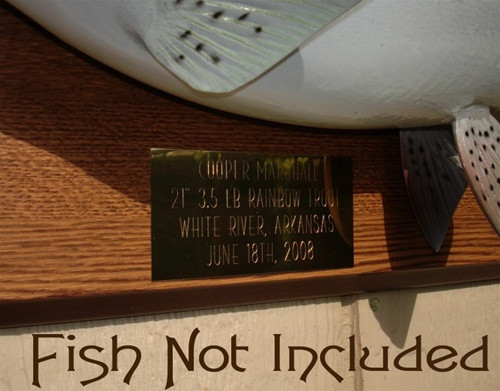 COOPER MARSHALL
21" 3.5 LB RAINBOW TROUT
WHITE RIVER, ARKANSAS
JUNE 18TH, 2008
Fish Not Included